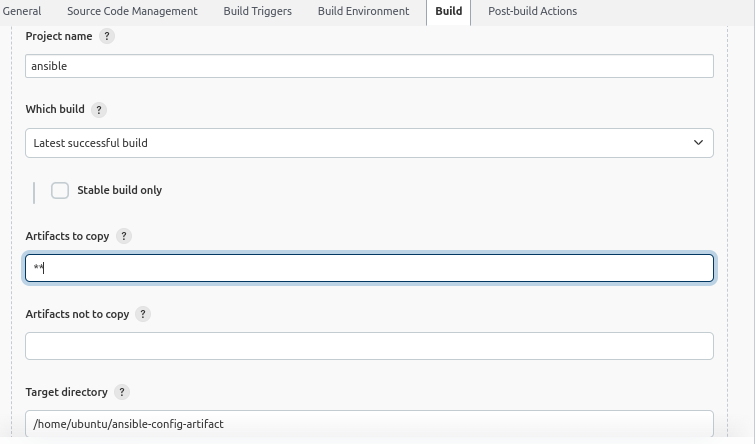 General Source Code Management Build Triggers Build Environment Build Post-build Actions
Project name ?
ansible
Which build ?
Latest successful build
Stable build only
Artifacts to copy ?
**
Artifacts not to copy ?
Target directory ?
/home/ubuntu/ansible-config-artifact